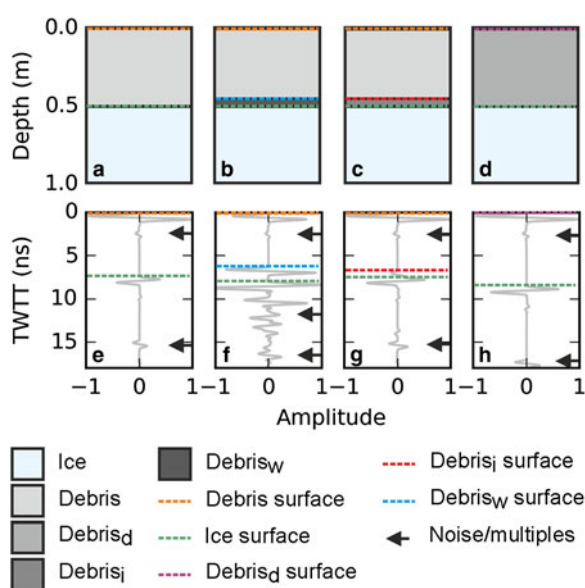 Depth (m)
0.0
0.5
1.0
a
b
c
d
TWTT (ns)
0
5
10
15
e
f
g
h
−1 0 1−1 0 1−1 0 1−1 0 1
Amplitude
Ice
Debris
Debrisd
Debrisi
Debrisw
Debris surface
Ice surface
Debrisd surface
Debrisi surface
Debrisw surface
Noise/multiples